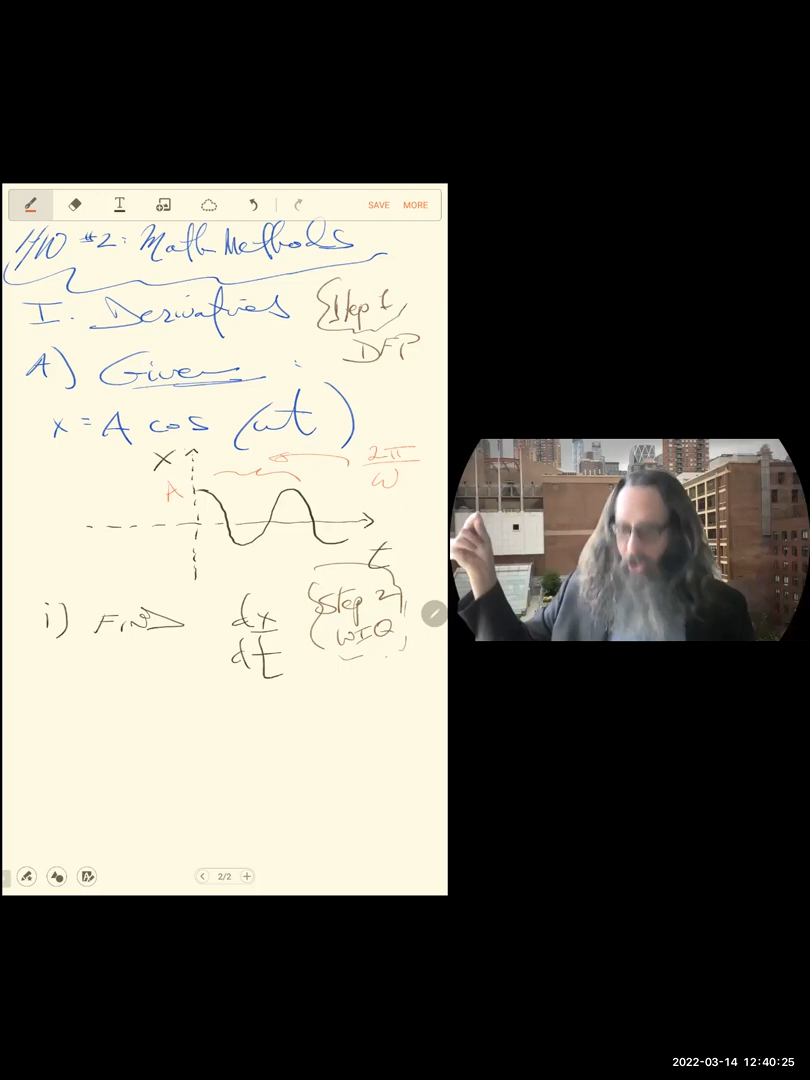 T
SAVE MORE
HW #2: Math Methods
I. Derivatives {Step 1}
DFP
A) Given :
x = A cos (ωt)
X
2π
ω
A
t
i) FIND dx
dt
{Step 2}
WIQ
2/2
2022-03-14 12:40:25